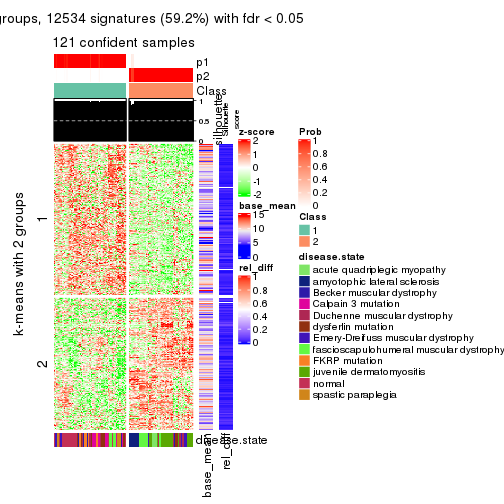 groups, 12534 signatures (59.2%) with fdr < 0.05
121 confident samples
p1
p2
Class
1
0.5
0
silhouette
Silhouette
score
k-means with 2 groups
1
2
disease.state
base_mean
rel_diff
z-score
2
1
0
-1
-2
base_mean
15
10
5
0
rel_diff
1
0.8
0.6
0.4
0.2
0
Prob
1
0.8
0.6
0.4
0.2
0
Class
1
2
disease.state
acute quadriplegic myopathy
amyotophic lateral sclerosis
Becker muscular dystrophy
Calpain 3 mutation
Duchenne muscular dystrophy
dysferlin mutation
Emery-Dreifuss muscular dystrophy
fascioscapulohumeral muscular dystrophy
FKRP mutation
juvenile dermatomyositis
normal
spastic paraplegia